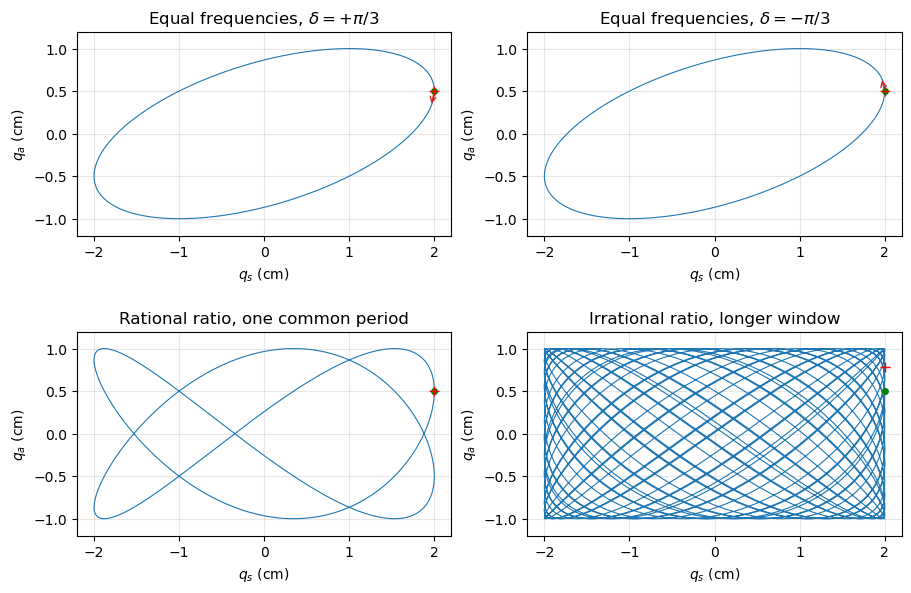 Equal frequencies, δ = +π/3
1.0
0.5
0.0
−0.5
−1.0
q_a (cm)
−2 −1 0 1 2
q_s (cm)
Equal frequencies, δ = −π/3
1.0
0.5
0.0
−0.5
−1.0
q_a (cm)
−2 −1 0 1 2
q_s (cm)
Rational ratio, one common period
1.0
0.5
0.0
−0.5
−1.0
q_a (cm)
−2 −1 0 1 2
q_s (cm)
Irrational ratio, longer window
1.0
0.5
0.0
−0.5
−1.0
q_a (cm)
−2 −1 0 1 2
q_s (cm)